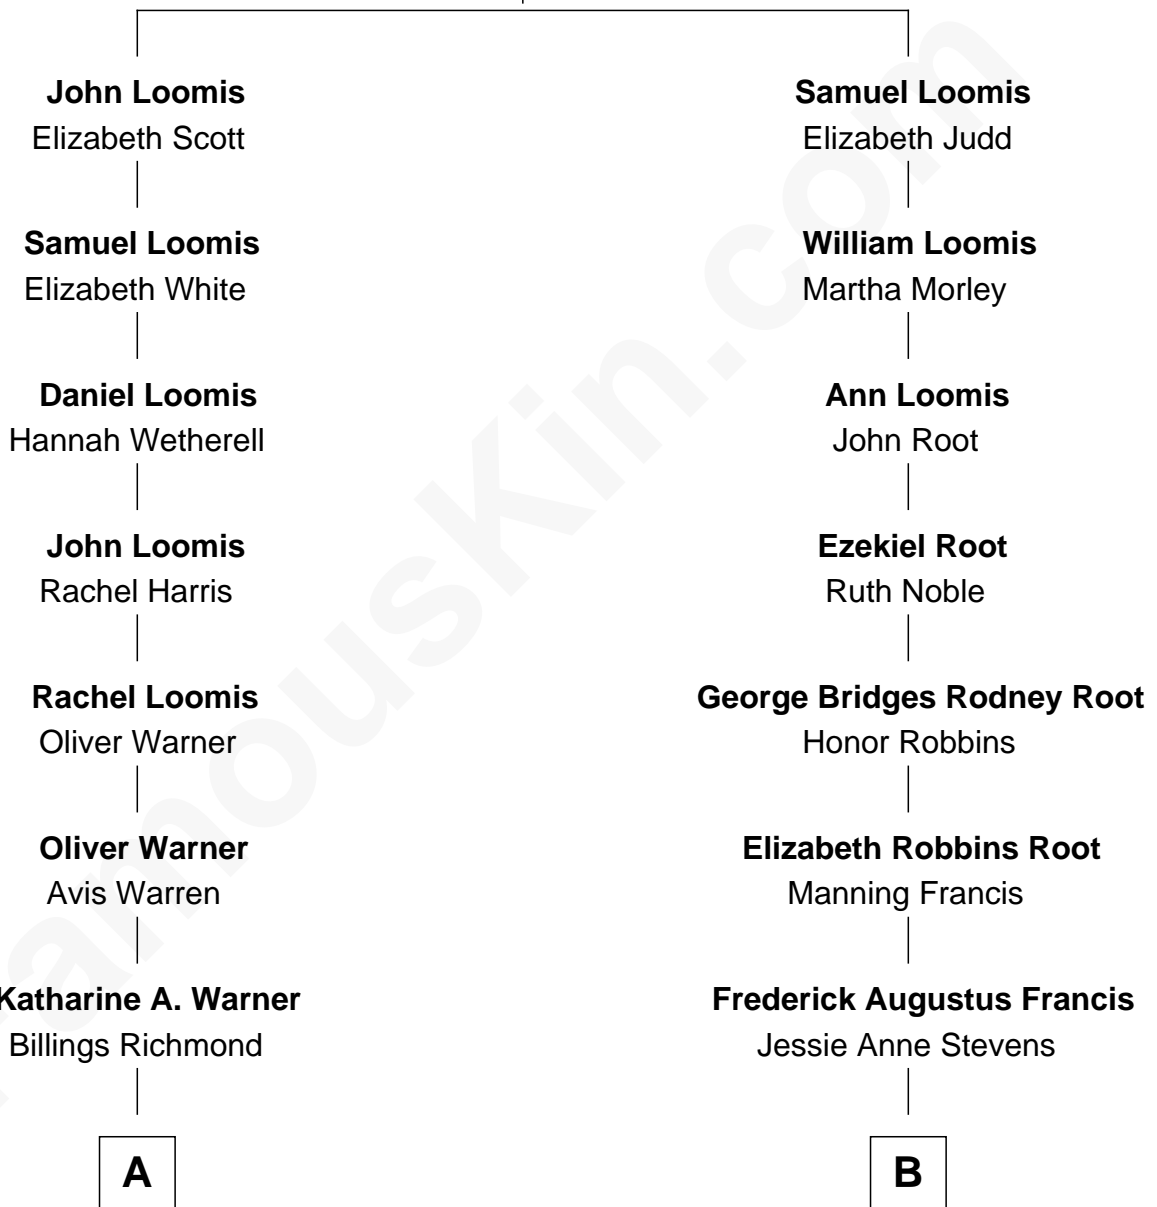 John Loomis
Elizabeth Scott
Samuel Loomis
Elizabeth White
Daniel Loomis
Hannah Wetherell
John Loomis
Rachel Harris
Rachel Loomis
Oliver Warner
Oliver Warner
Avis Warren
Katharine A. Warner
Billings Richmond
A
Samuel Loomis
Elizabeth Judd
William Loomis
Martha Morley
Ann Loomis
John Root
Ezekiel Root
Ruth Noble
George Bridges Rodney Root
Honor Robbins
Elizabeth Robbins Root
Manning Francis
Frederick Augustus Francis
Jessie Anne Stevens
B
FamousKin.com